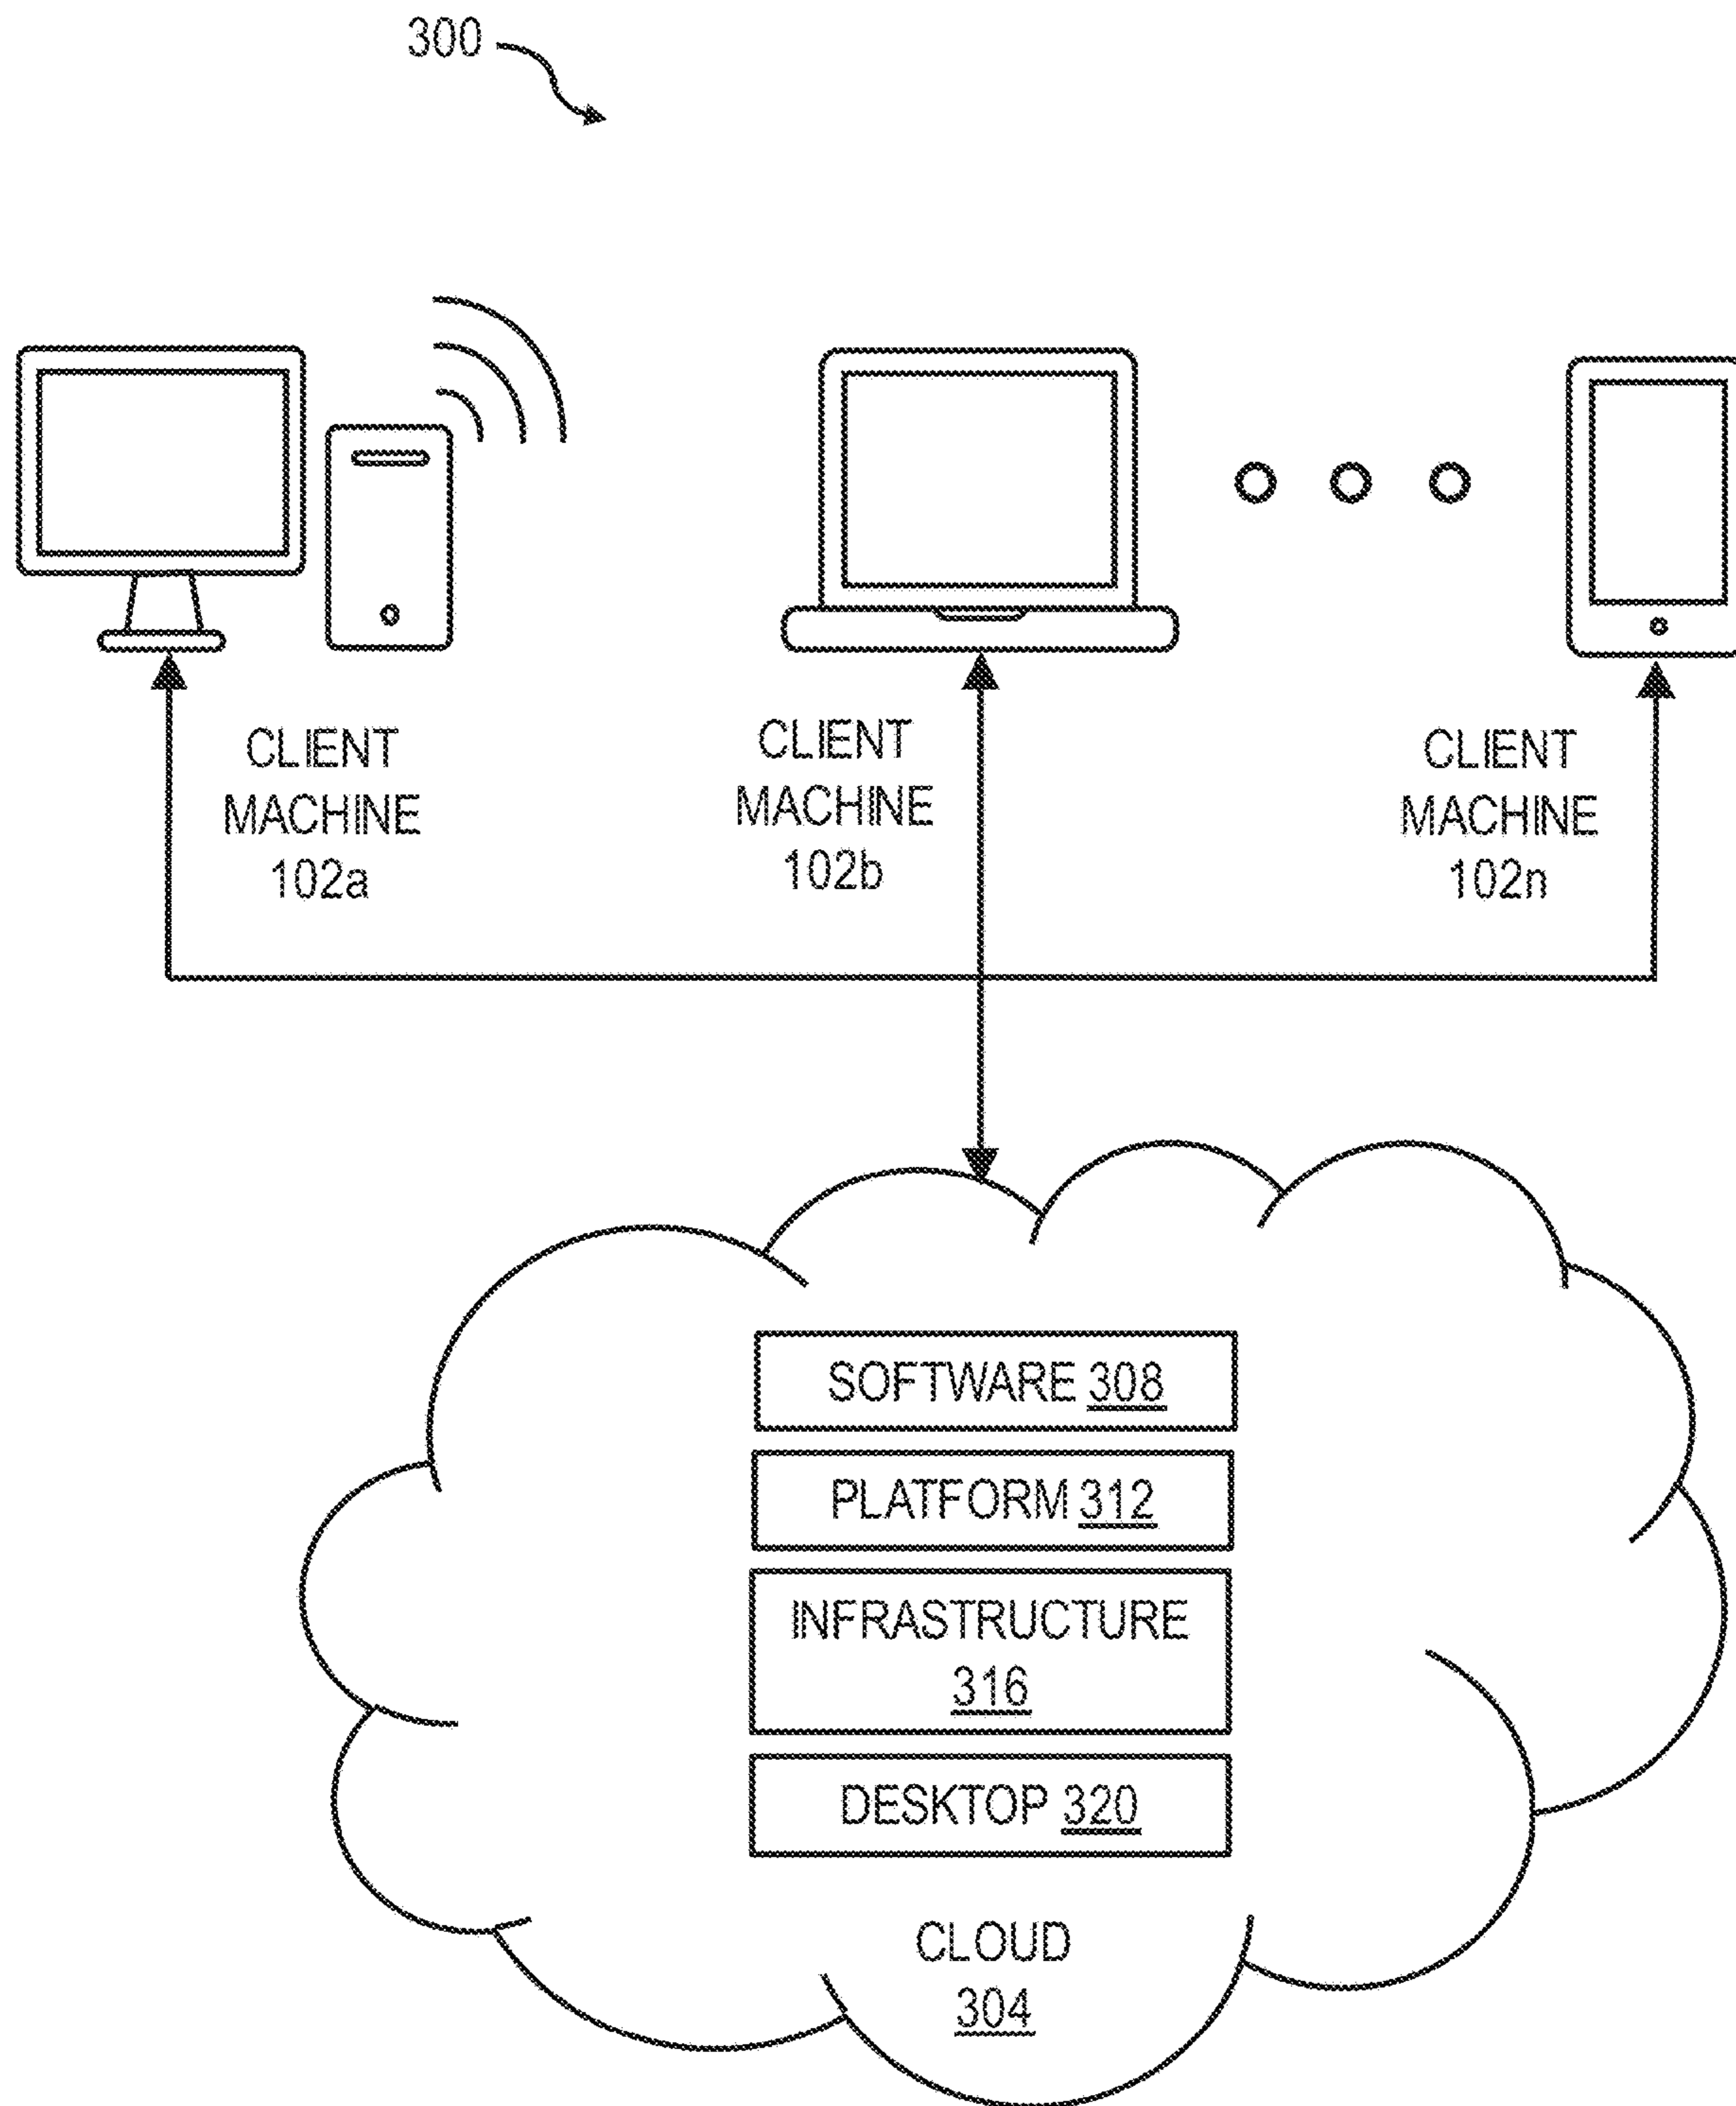 300
CLIENT
MACHINE
102a
CLIENT
MACHINE
102b
CLIENT
MACHINE
102n
SOFTWARE 308
PLATFORM 312
INFRASTRUCTURE
316
DESKTOP 320
CLOUD
304